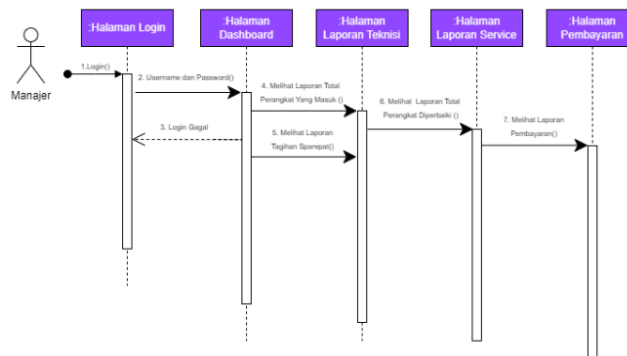 :Halaman Login
:Halaman
Dashboard
:Halaman
Laporan Teknisi
:Halaman
Laporan Service
:Halaman
Pembayaran
Manajer
1.Login()
2. Username dan Password()
3. Login Gagal
4. Melihat Laporan Total
Perangkat Yang Masuk ()
5. Melihat Laporan
Tagihan Sparepat()
6. Melihat Laporan Total
Perangkat Diperbaiki ()
7. Melihat Laporan
Pembayaran()